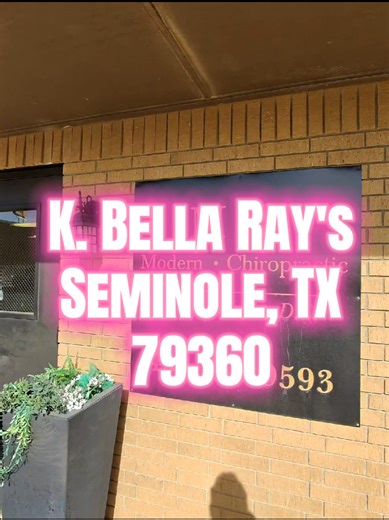 K. Bella Ray's
Modern · Chiropractic
Seminole, TX
79360
593